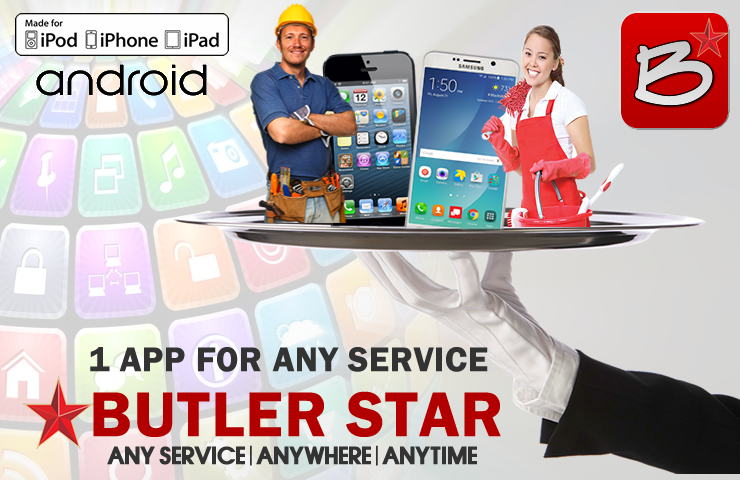 Made for
iPod iPhone iPad
android
B
SAMSUNG
1:50
12
1 APP FOR ANY SERVICE
BUTLER STAR
ANY SERVICE|ANYWHERE|ANYTIME